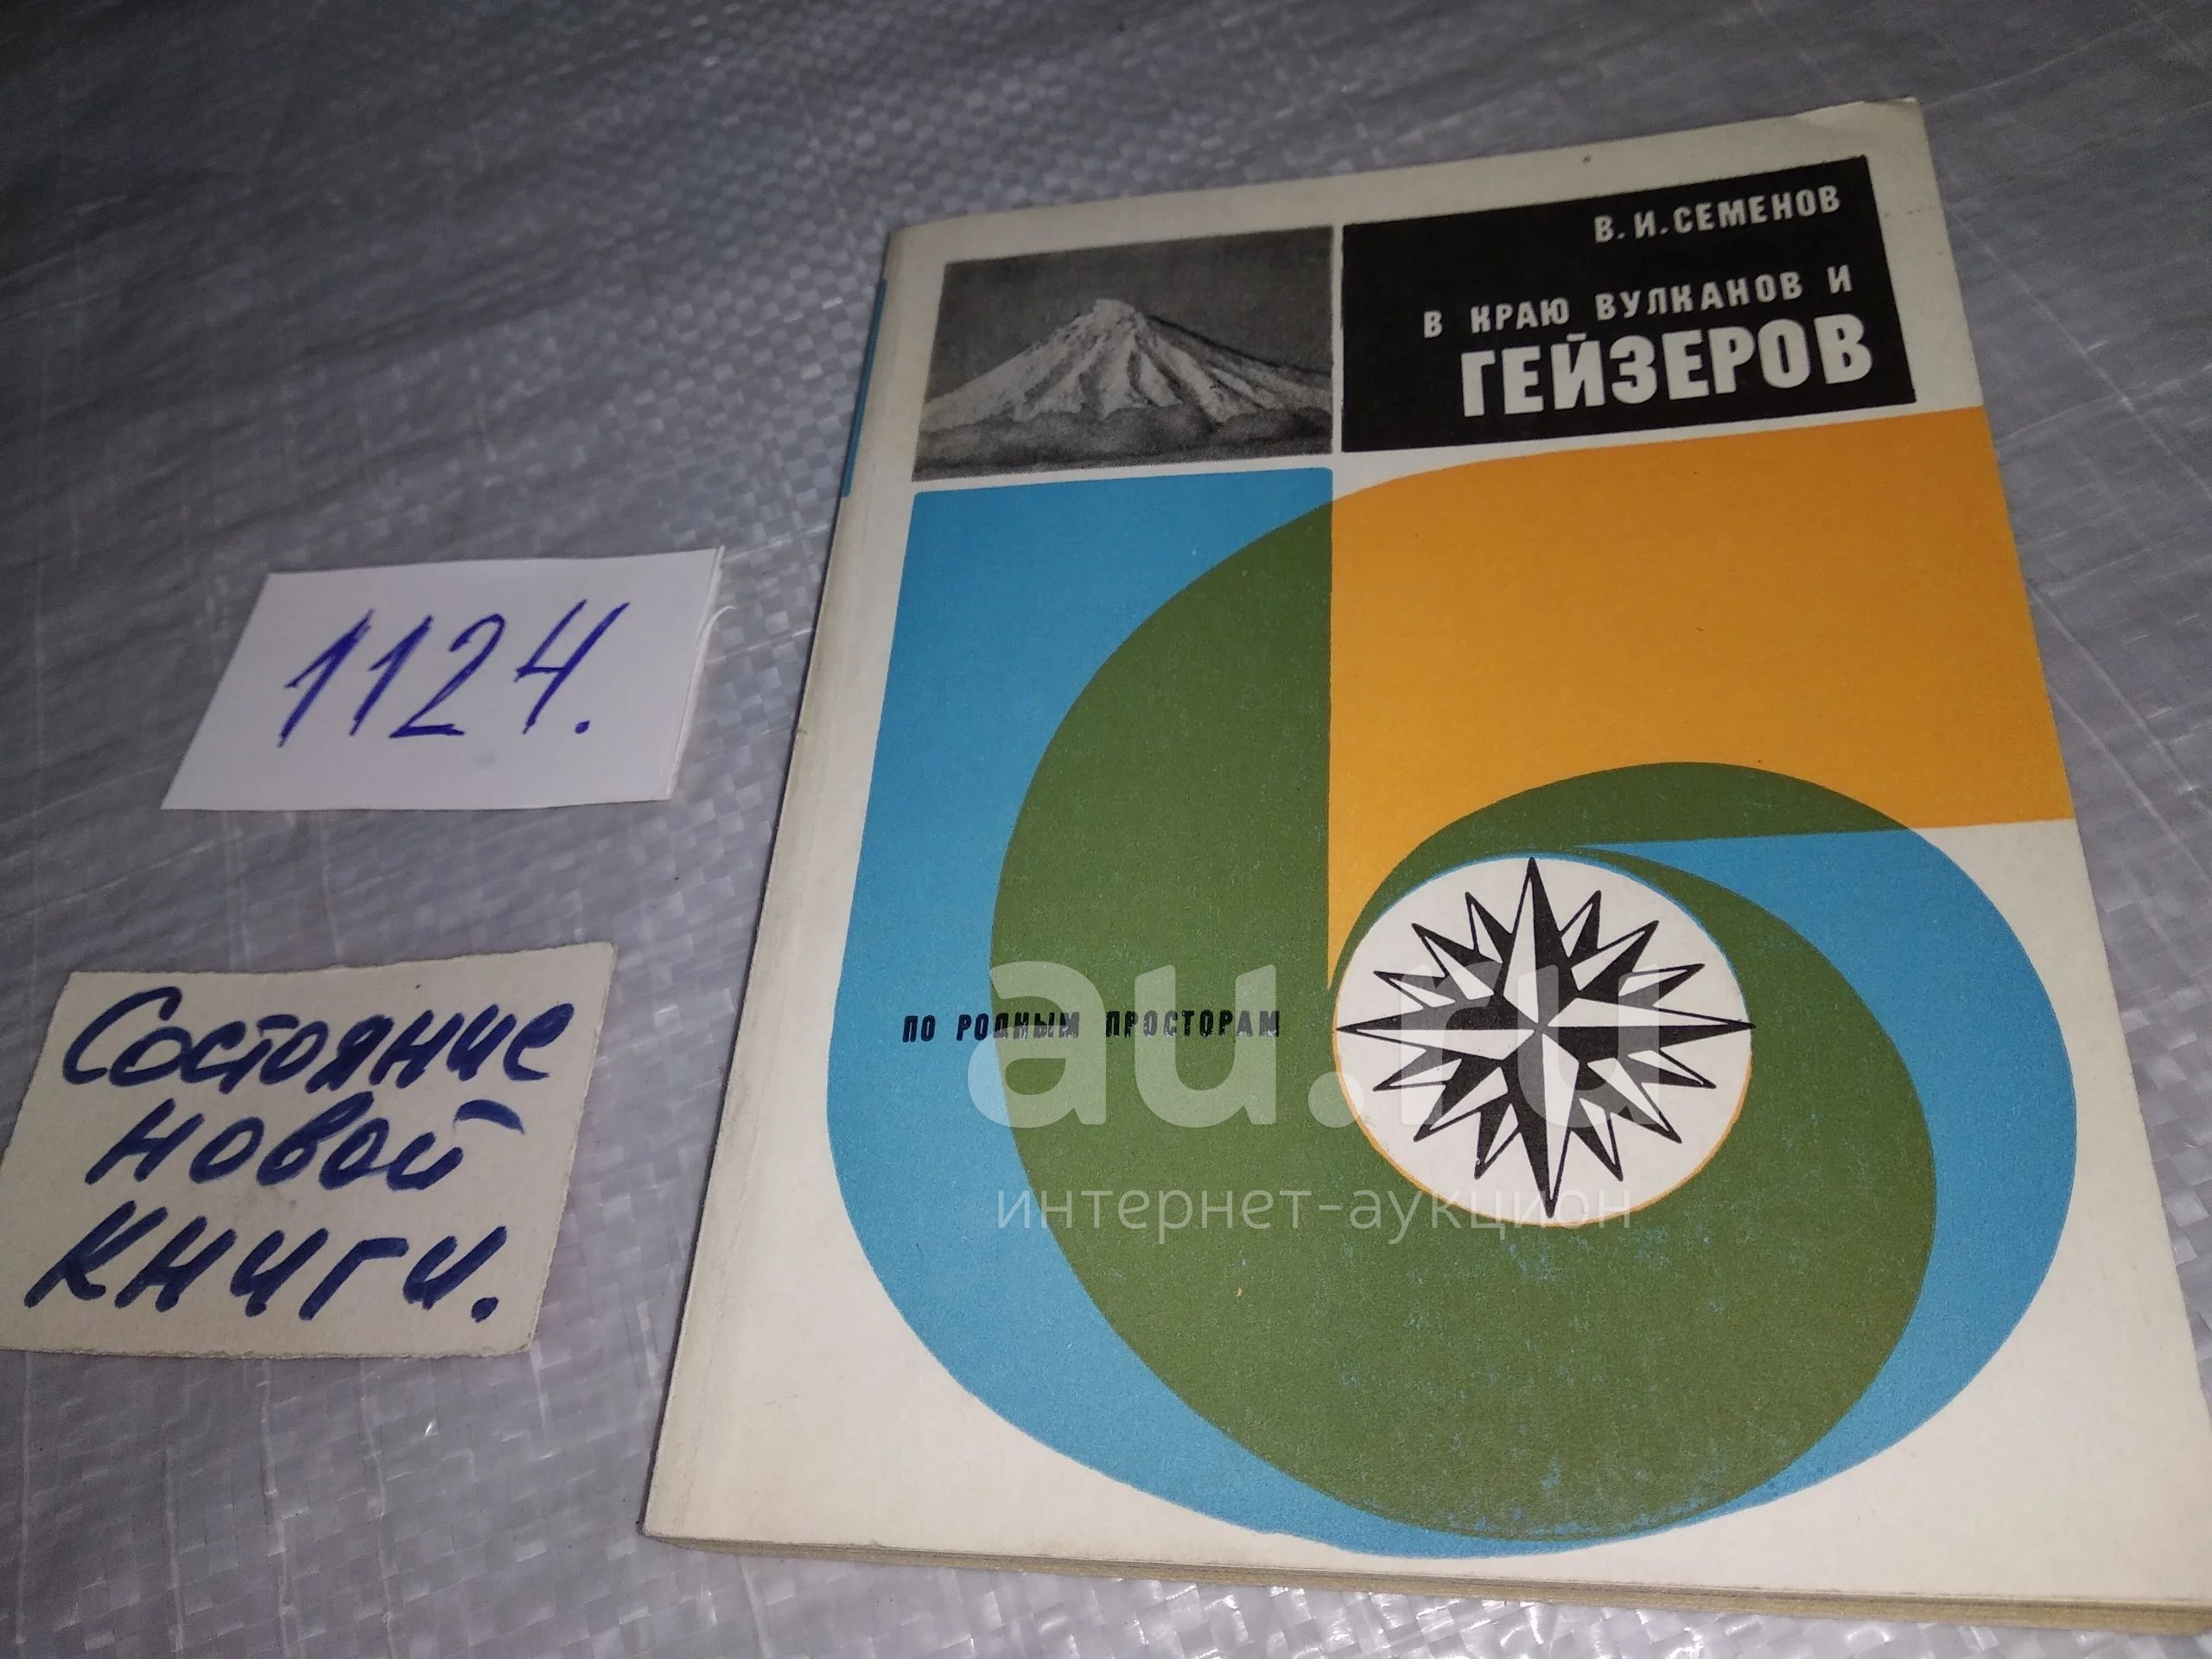 В. И. СЕМЕНОВ
В КРАЮ ВУЛКАНОВ И
ГЕЙЗЕРОВ
1124.
Состояние
новой
книги.
ПО РОДНЫМ ПРОСТОРАМ
au.ru
интернет-аукцион